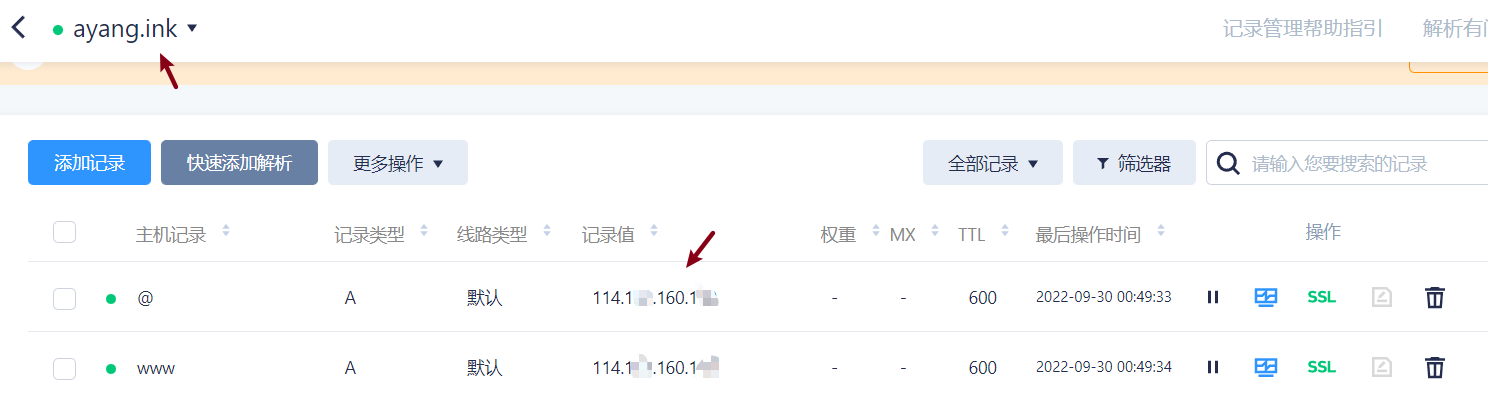 ayang.ink 记录管理帮助指引 解析有
添加记录 快速添加解析 更多操作 全部记录 筛选器 请输入您要搜索的记录
主机记录 记录类型 线路类型 记录值 权重 MX TTL 最后操作时间 操作
@ A 默认 114.1 .160.1 - - 600 2022-09-30 00:49:33 SSL
www A 默认 114.1 .160.1 - - 600 2022-09-30 00:49:34 SSL